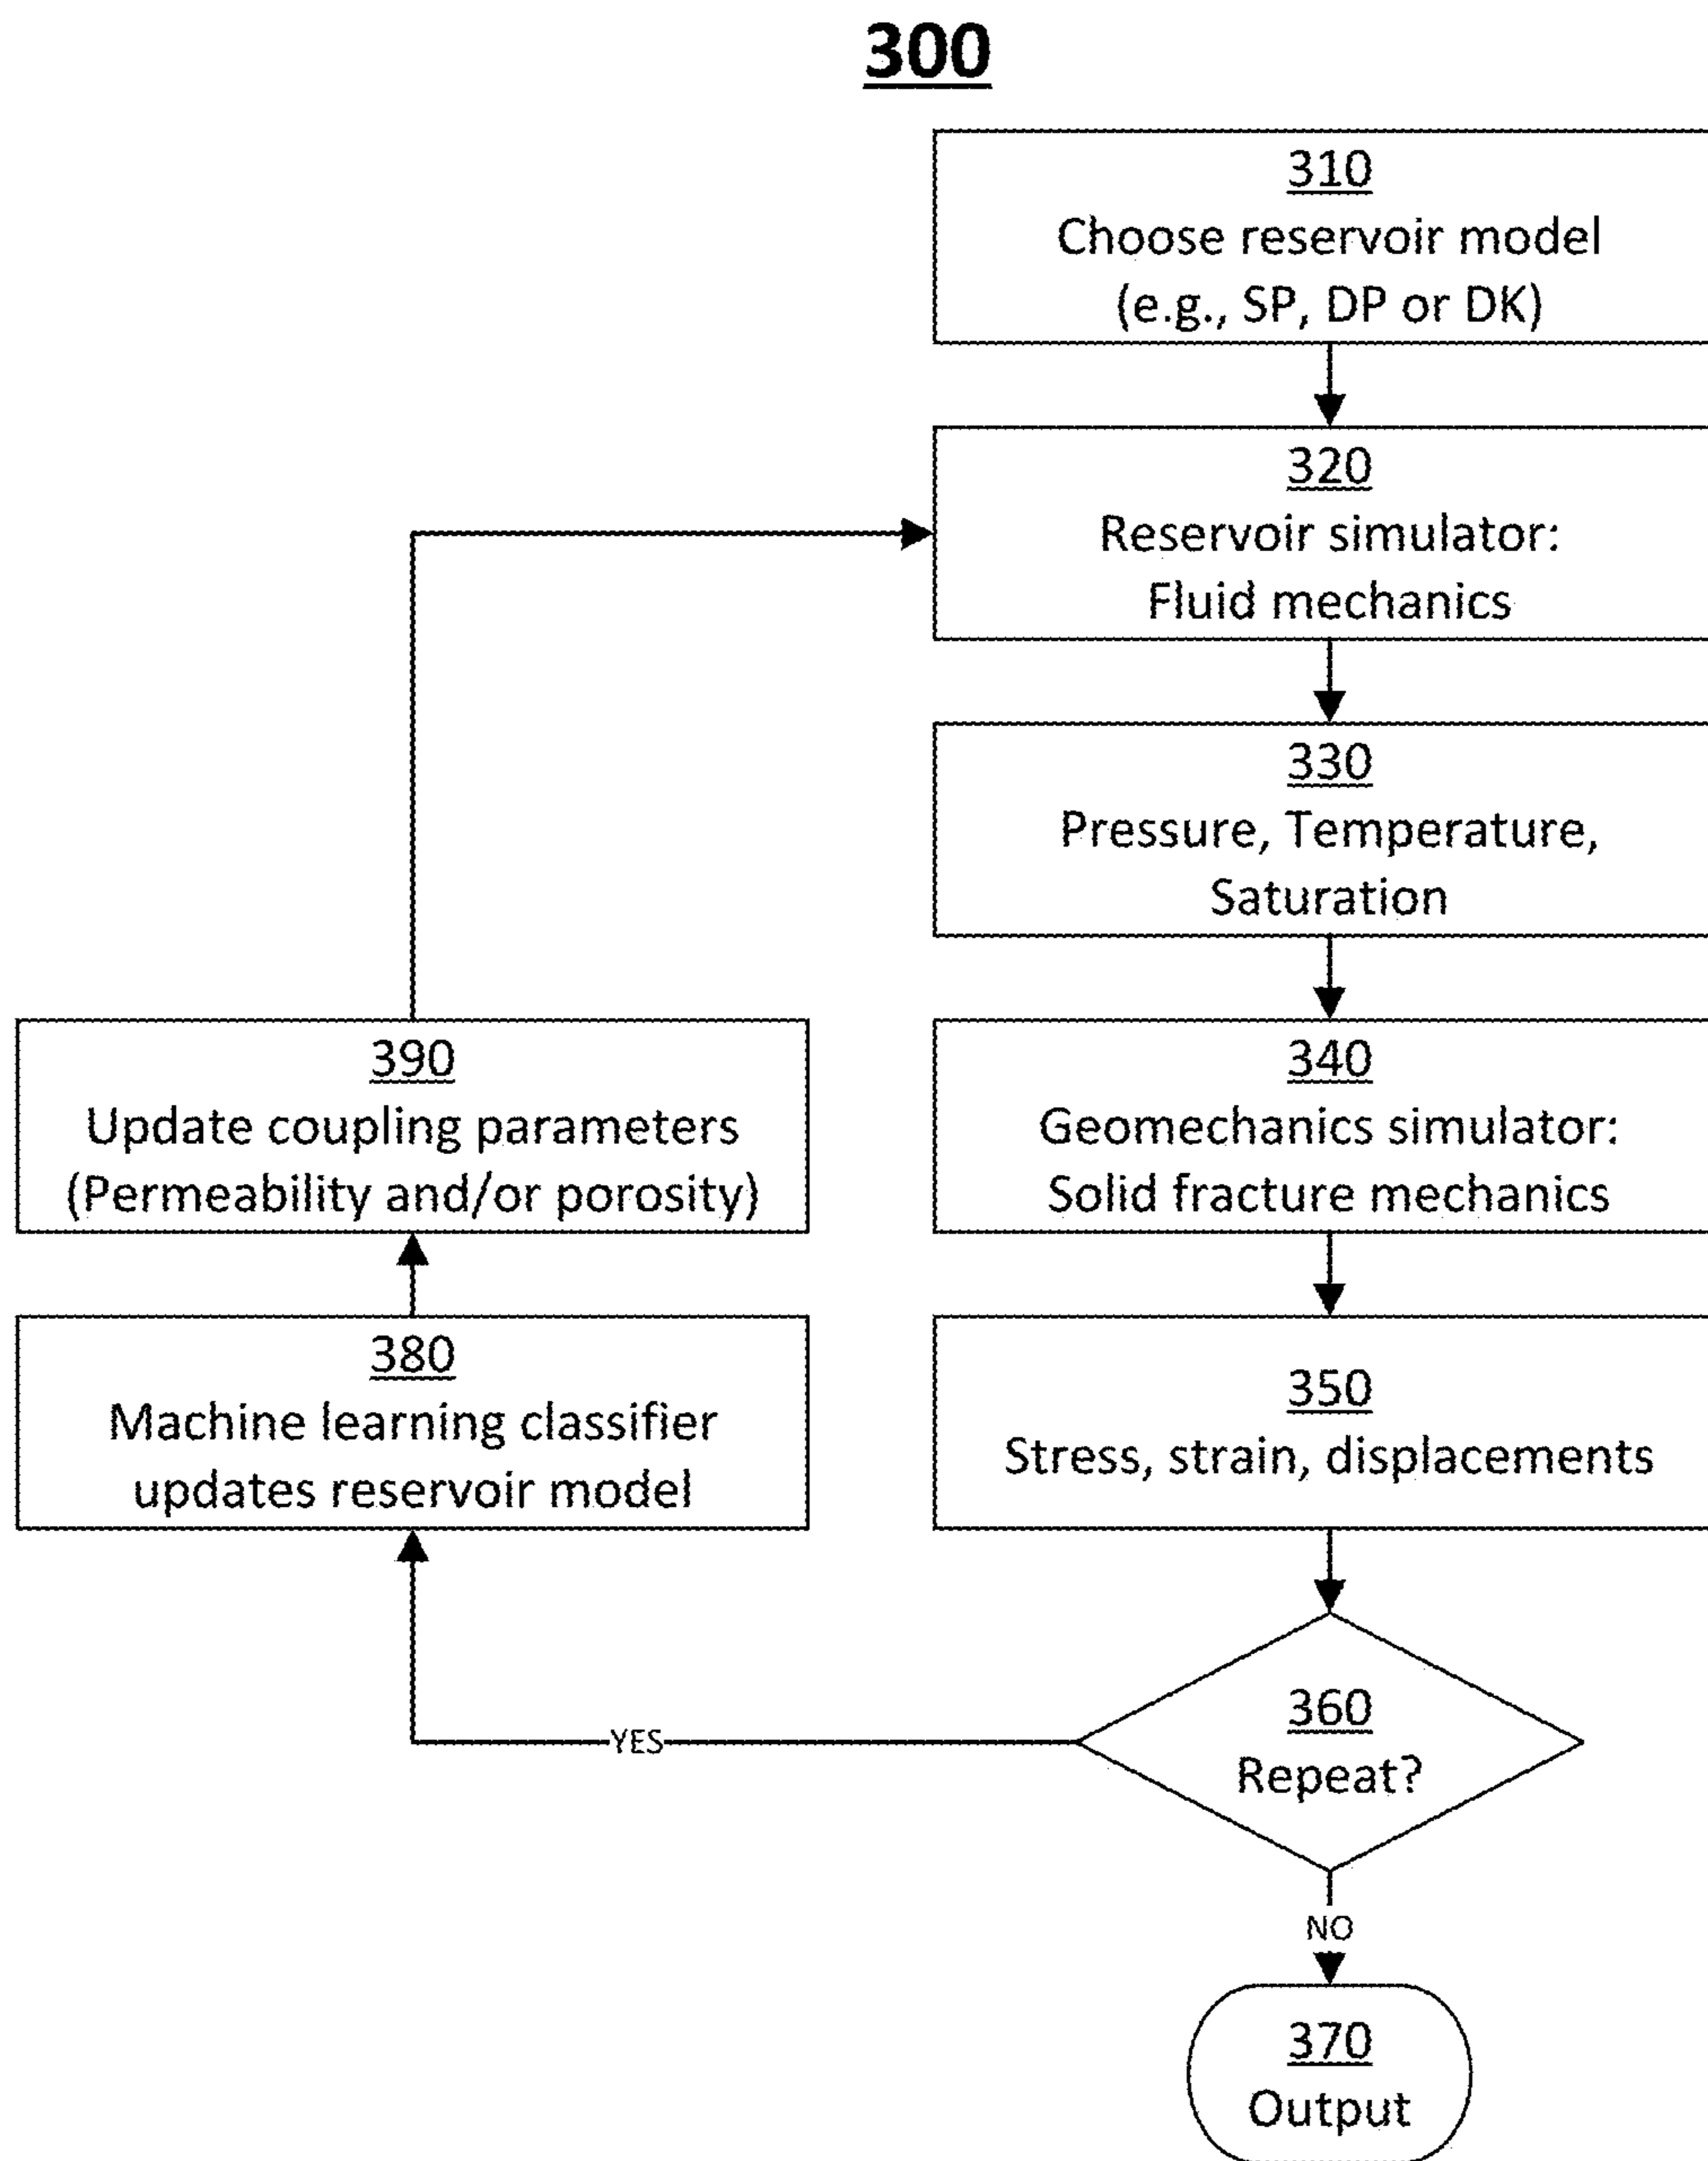 300
310
Choose reservoir model
(e.g., SP, DP or DK)
320
Reservoir simulator:
Fluid mechanics
330
Pressure, Temperature,
Saturation
340
Geomechanics simulator:
Solid fracture mechanics
350
Stress, strain, displacements
360
Repeat?
YES
NO
370
Output
380
Machine learning classifier
updates reservoir model
390
Update coupling parameters
(Permeability and/or porosity)